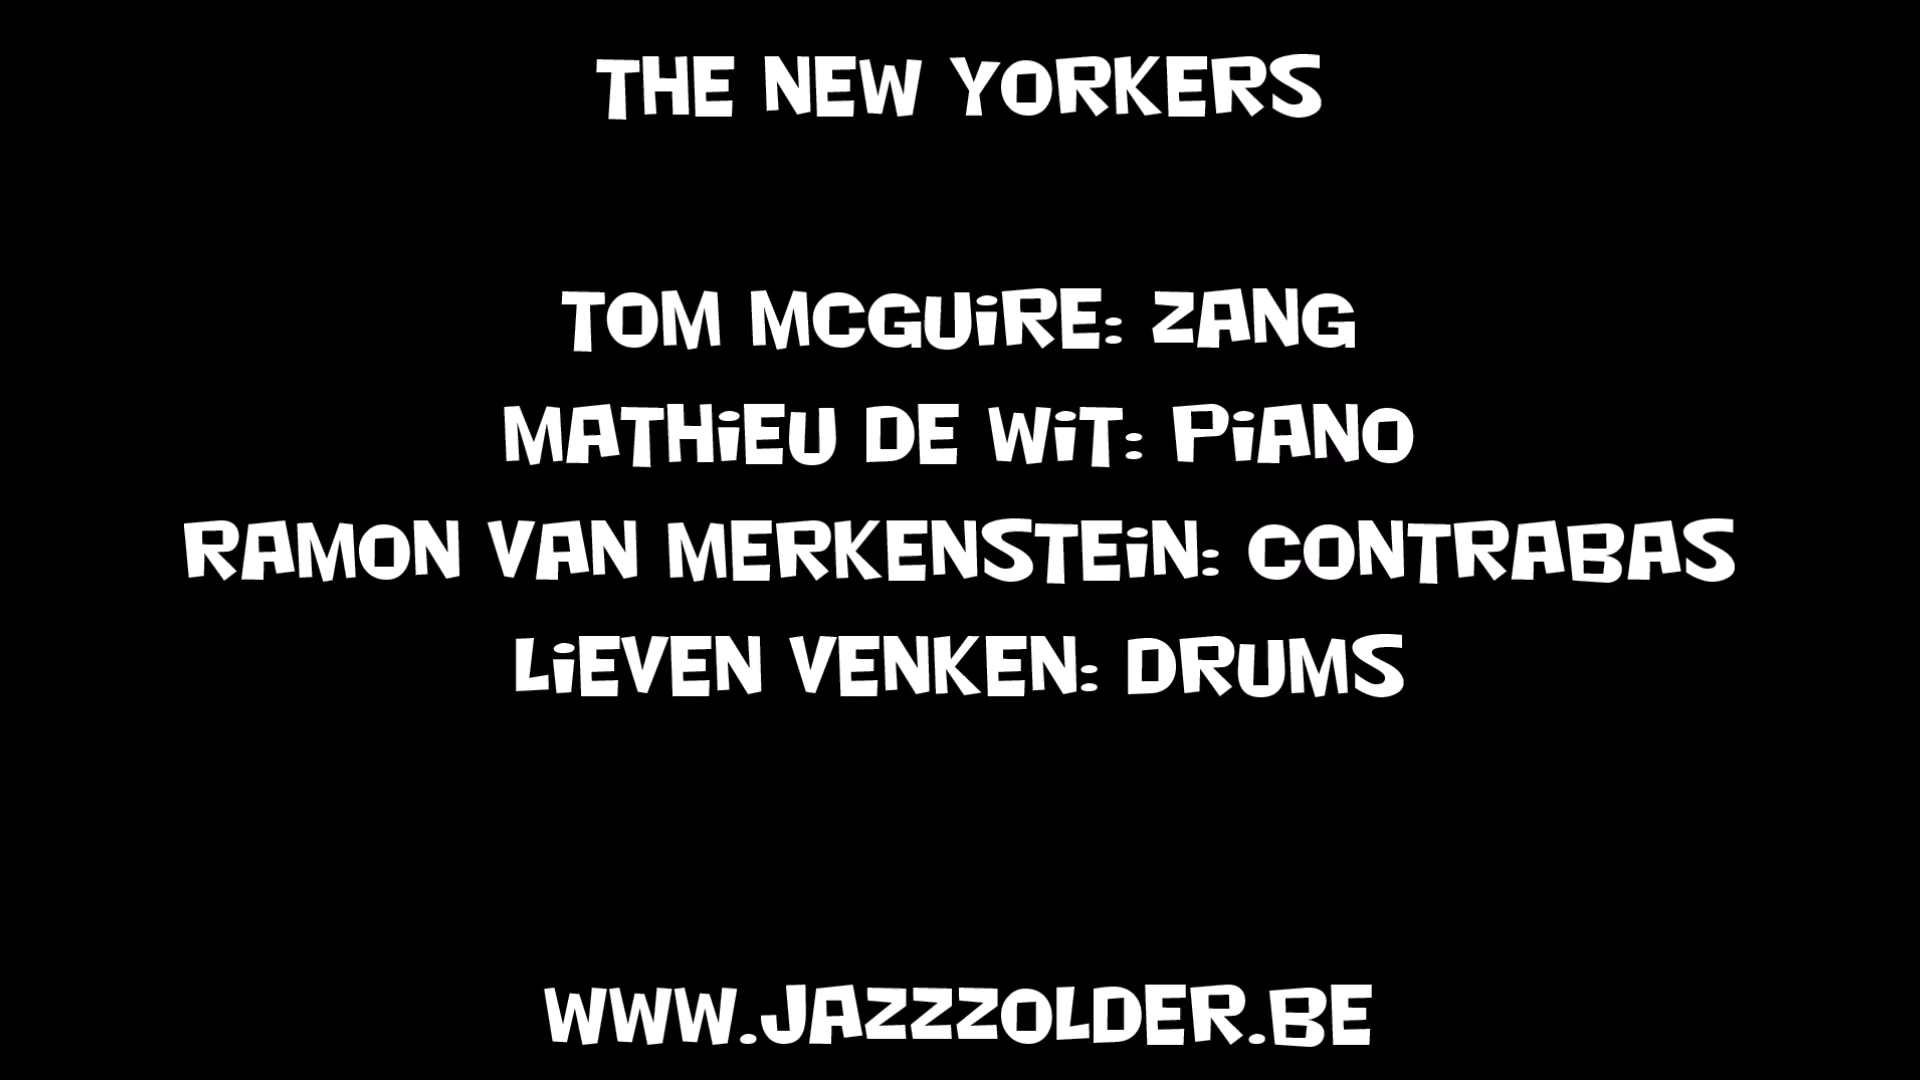 THE NEW YORKERS
TOM MCGUIRE: ZANG
MATHIEU DE WIT: PIANO
RAMON VAN MERKENSTEIN: CONTRABAS
LIEVEN VENKEN: DRUMS
WWW.JAZZZOLDER.BE